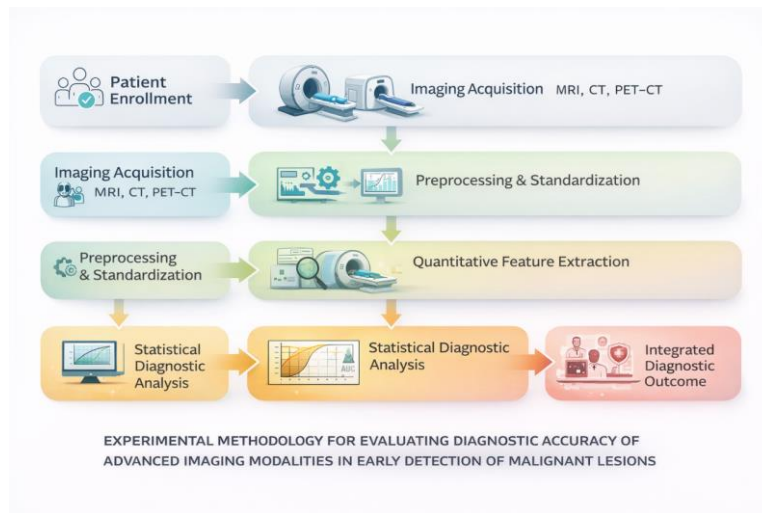 Patient
Enrollment
Imaging Acquisition MRI, CT, PET–CT
Imaging Acquisition
MRI, CT, PET–CT
Preprocessing & Standardization
Preprocessing
& Standardization
Quantitative Feature Extraction
Statistical
Diagnostic
Analysis
Statistical Diagnostic
Analysis
AUC
Integrated
Diagnostic
Outcome
EXPERIMENTAL METHODOLOGY FOR EVALUATING DIAGNOSTIC ACCURACY OF
ADVANCED IMAGING MODALITIES IN EARLY DETECTION OF MALIGNANT LESIONS